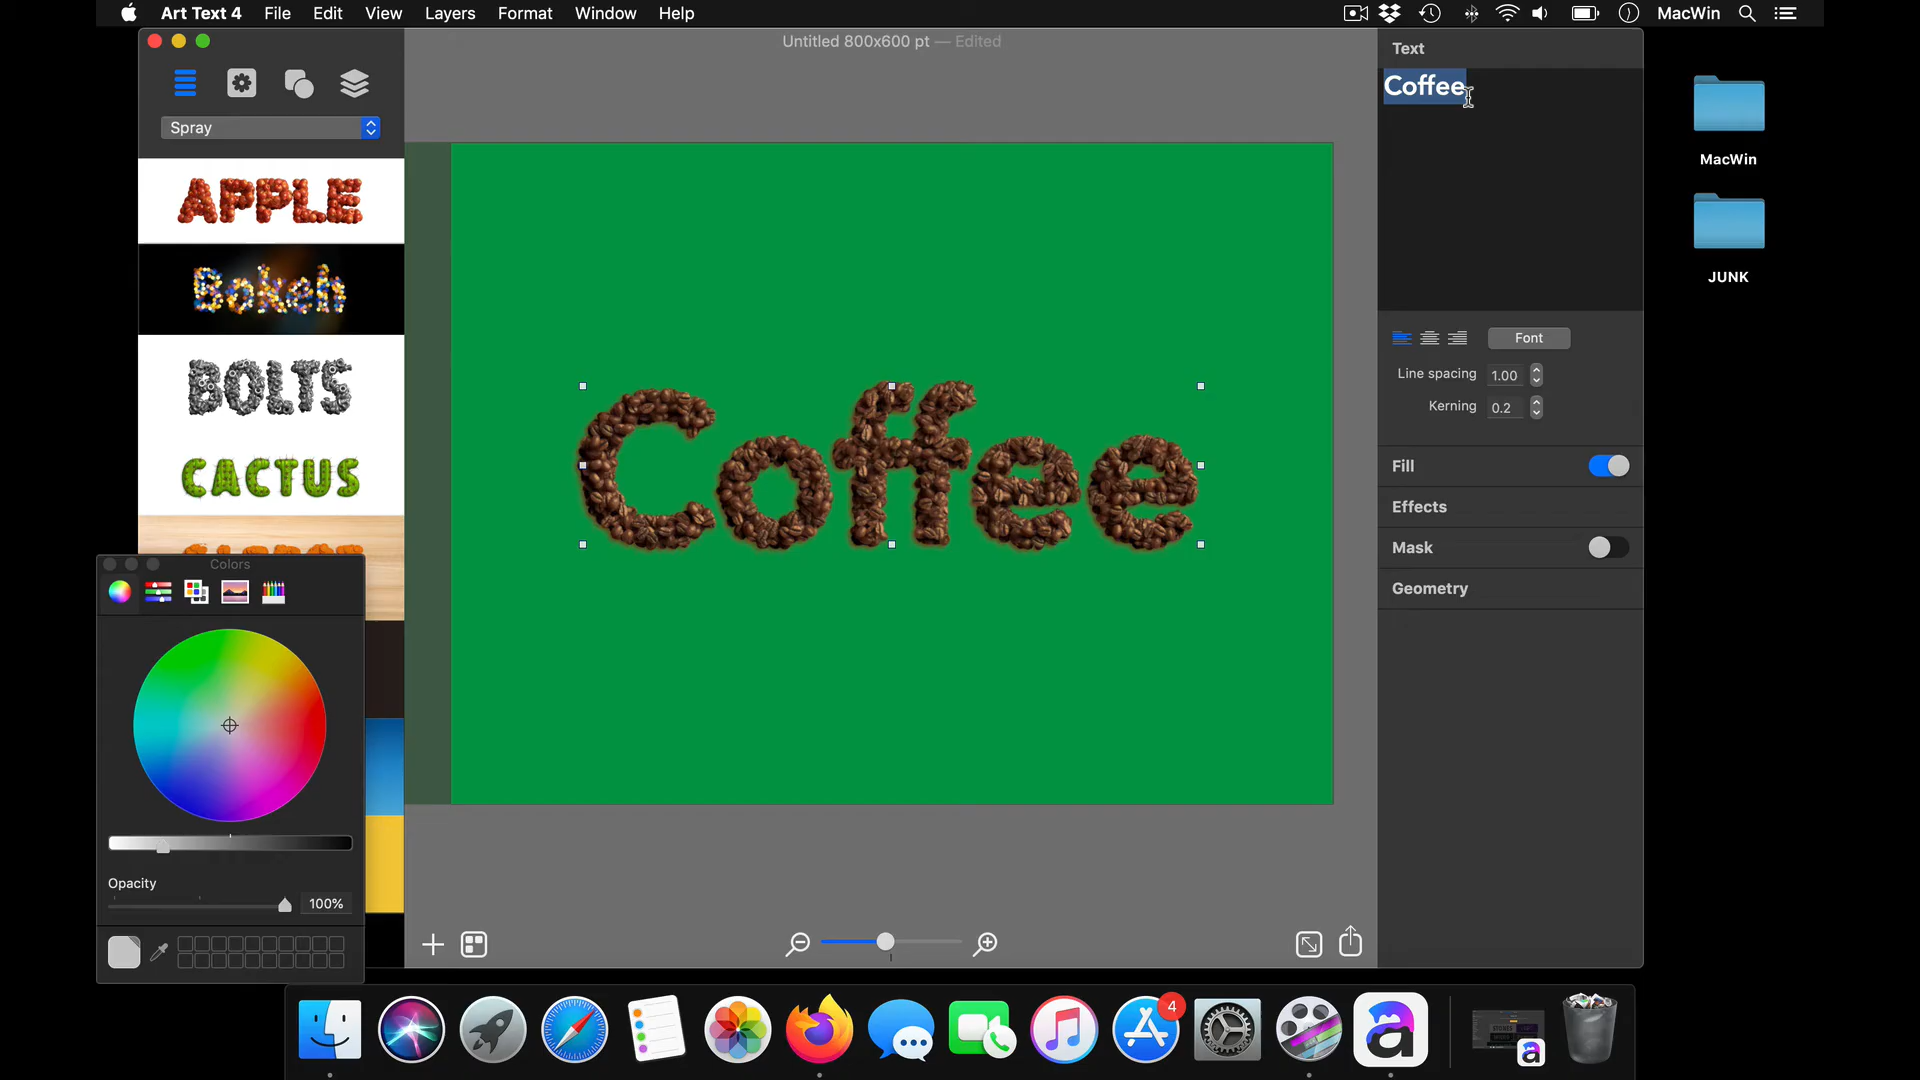 Art Text 4 File Edit View Layers Format Window Help MacWin
Untitled 800x600 pt — Edited
Text
Coffee
Spray
APPLE
Bokeh
BOLTS
CACTUS
MacWin
JUNK
Font
Line spacing 1.00
Kerning 0.2
Fill
Effects
Mask
Geometry
Coffee
Colors
Opacity
100%
4